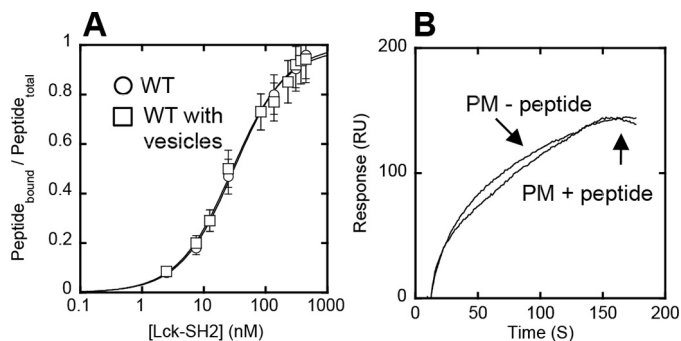 A
1
0.8
0.6
0.4
0.2
0
0.1
1
10
100
1000
Peptide_bound / Peptide_total
[Lck-SH2] (nM)
WT
WT with
vesicles
B
200
100
0
0
50
100
150
200
Response (RU)
Time (S)
PM - peptide
PM + peptide